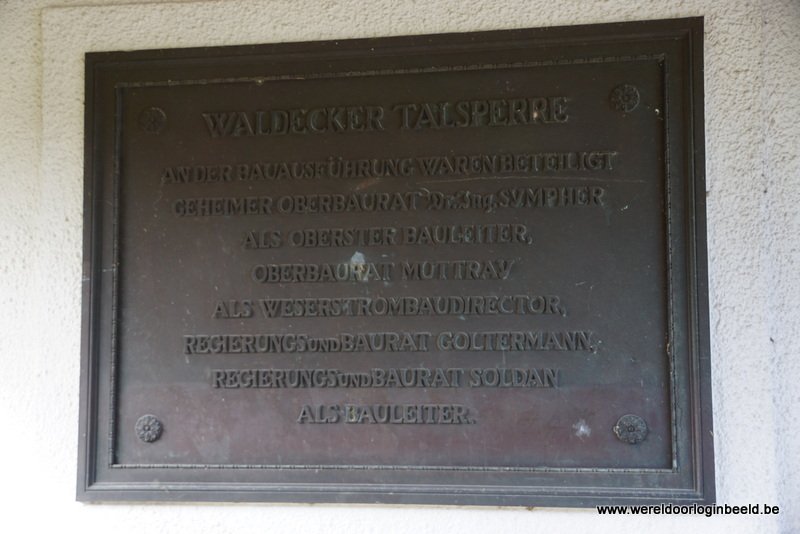 WALDECKER TALSPERRE
AN DER BAUAUSFÜHRUNG WAREN BETEILIGT
GEHEIMER OBERBAURAT Dr. Ing. SYMPHER
ALS OBERSTER BAULEITER,
OBERBAURAT MUTTRAY
ALS WESERSTROMBAUDIRECTOR,
REGIERUNGS UND BAURAT GOLTERMANN,
REGIERUNGS UND BAURAT SOLDAN
ALS BAULEITER.
www.wereldoorloginbeeld.be